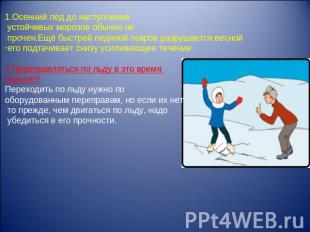 1.Осенний лёд до наступления
устойчивых морозов обычно не
прочен.Ещё быстрей ледяной покров разрушается весной
-его подтачивает снизу усиливающее течение.
2.Переправляться по льду в это время
нельзя!!!
Переходить по льду нужно по
оборудованным переправам, но если их нет
то прежде, чем двигаться по льду, надо
убедиться в его прочности.
PPt4WEB.ru